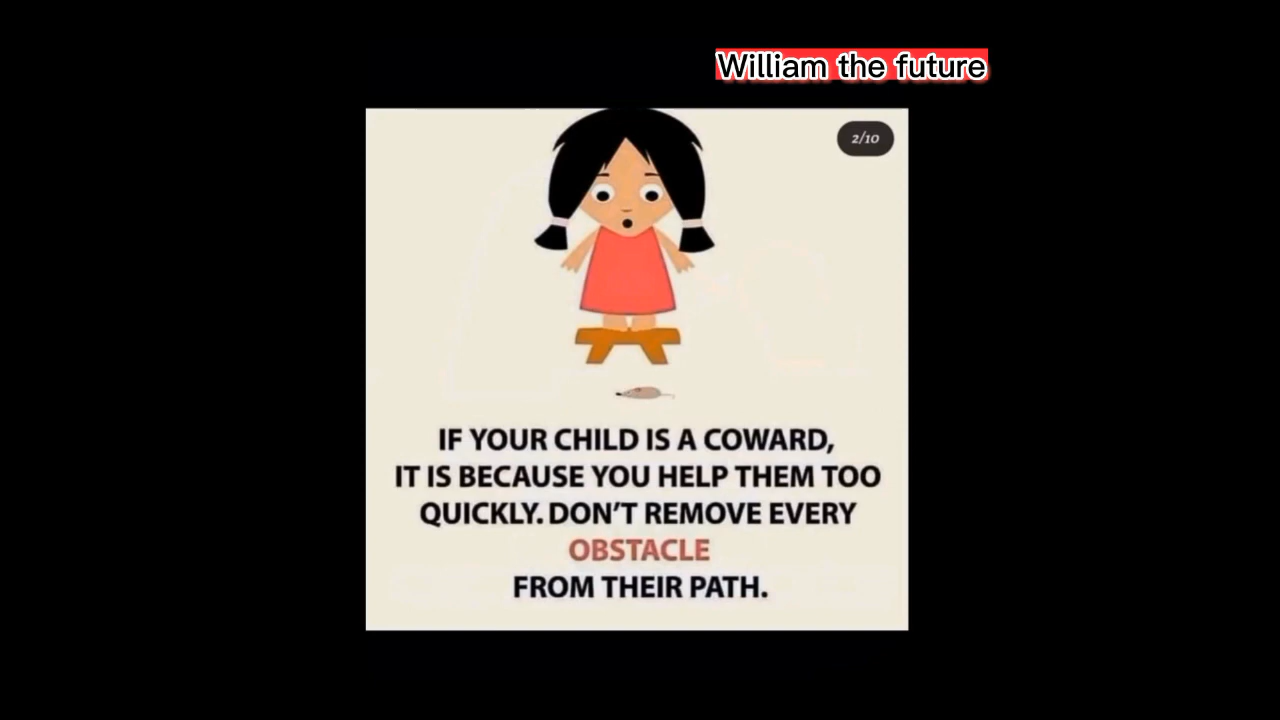 William the future
2/10
IF YOUR CHILD IS A COWARD,
IT IS BECAUSE YOU HELP THEM TOO
QUICKLY. DON'T REMOVE EVERY
OBSTACLE
FROM THEIR PATH.